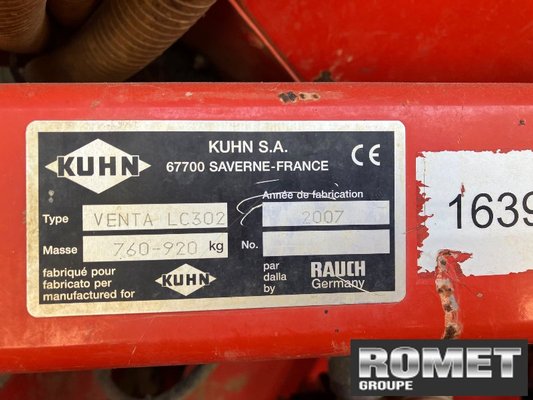 KUHN
KUHN S.A.
67700 SAVERNE-FRANCE
CE
Année de fabrication
Type VENTA LC302 2007
Masse 760-920 kg No.
fabriqué pour
fabricato per
manufactured for
KUHN
par
dalla
by
RAUCH
Germany
1639
ROMET
GROUPE